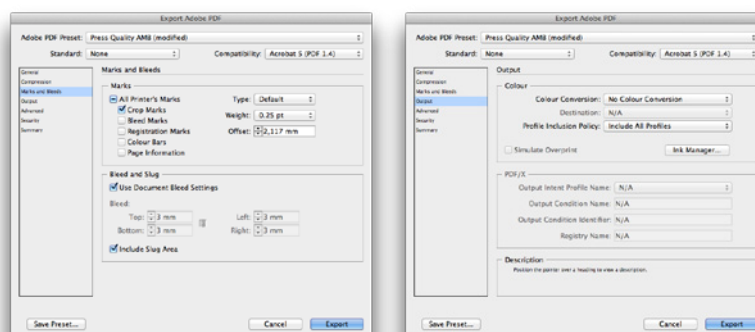 Export Adobe PDF
Adobe PDF Preset: Press Quality AMB (modified)
Standard: None
Compatibility: Acrobat 5 (PDF 1.4)
General
Compression
Marks and Bleeds
Output
Advanced
Security
Summary
Marks and Bleeds
Marks
All Printer's Marks
Crop Marks
Bleed Marks
Registration Marks
Colour Bars
Page Information
Type: Default
Weight: 0.25 pt
Offset: 2,117 mm
Bleed and Slug
Use Document Bleed Settings
Bleed:
Top: 3 mm Left: 3 mm
Bottom: 3 mm Right: 3 mm
Include Slug Area
Save Preset... Cancel Export
Export Adobe PDF
Adobe PDF Preset: Press Quality AMB (modified)
Standard: None
Compatibility: Acrobat 5 (PDF 1.4)
General
Compression
Marks and Bleeds
Output
Advanced
Security
Summary
Output
Colour
Colour Conversion: No Colour Conversion
Destination: N/A
Profile Inclusion Policy: Include All Profiles
Simulate Overprint Ink Manager...
PDF/X
Output Intent Profile Name: N/A
Output Condition Name: N/A
Output Condition Identifier: N/A
Registry Name: N/A
Description
Position the pointer over a heading to view a description.
Save Preset... Cancel Export